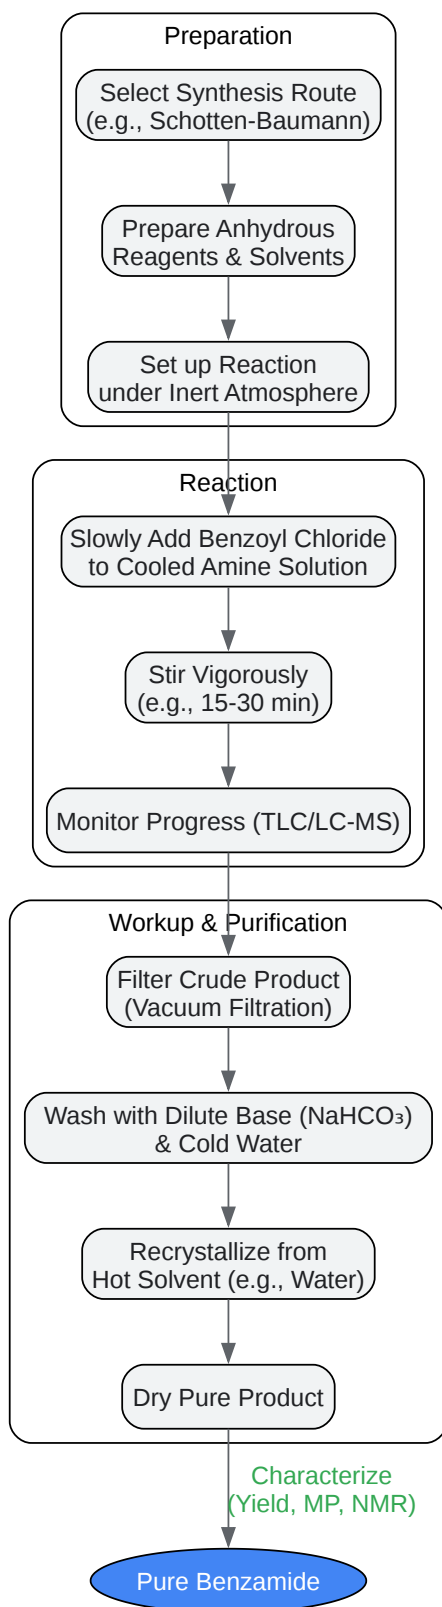 Preparation
Select Synthesis Route
(e.g., Schotten-Baumann)
Prepare Anhydrous
Reagents & Solvents
Set up Reaction
under Inert Atmosphere
Reaction
Slowly Add Benzoyl Chloride
to Cooled Amine Solution
Stir Vigorously
(e.g., 15-30 min)
Monitor Progress (TLC/LC-MS)
Workup & Purification
Filter Crude Product
(Vacuum Filtration)
Wash with Dilute Base (NaHCO₃)
& Cold Water
Recrystallize from
Hot Solvent (e.g., Water)
Dry Pure Product
Characterize
(Yield, MP, NMR)
Pure Benzamide